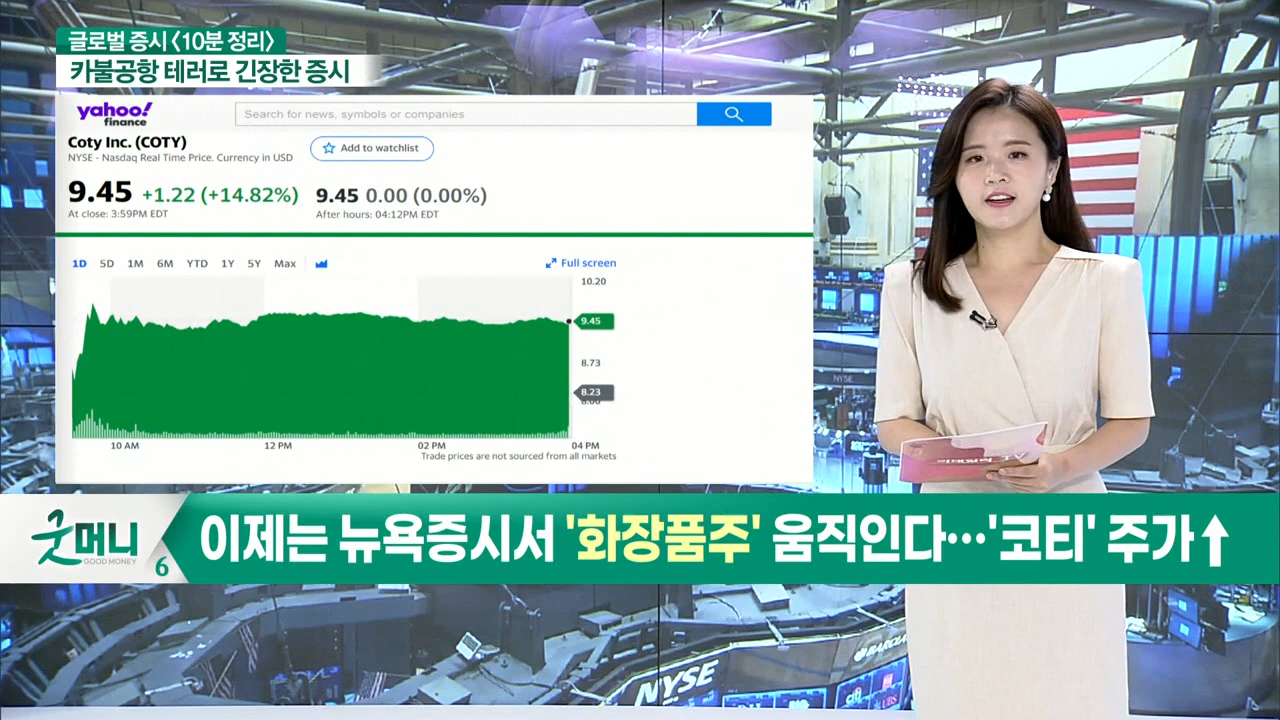 글로벌 증시 <10분 정리>
카불공항 테러로 긴장한 증시
yahoo!
finance
Search for news, symbols or companies
Coty Inc. (COTY)
NYSE - Nasdaq Real Time Price. Currency in USD
Add to watchlist
9.45 +1.22 (+14.82%)
At close: 3:59PM EDT
9.45 0.00 (0.00%)
After hours: 04:12PM EDT
1D 5D 1M 6M YTD 1Y 5Y Max
Full screen
10.20
9.45
8.73
8.23
10 AM 12 PM 02 PM 04 PM
Trade prices are not sourced from all markets
NYSE
굿머니
GOOD MONEY
6
이제는 뉴욕증시서 '화장품주' 움직인다…'코티' 주가↑
NYSE
BARCLA
citi
UBS